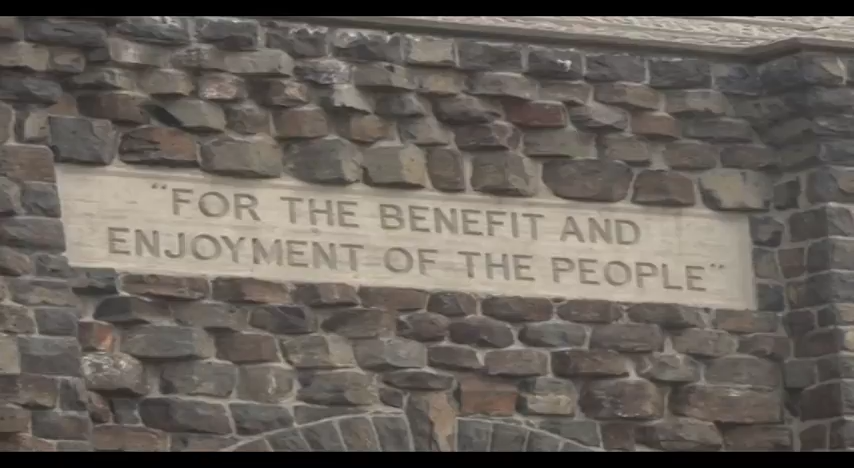 “FOR THE BENEFIT AND
ENJOYMENT OF THE PEOPLE”